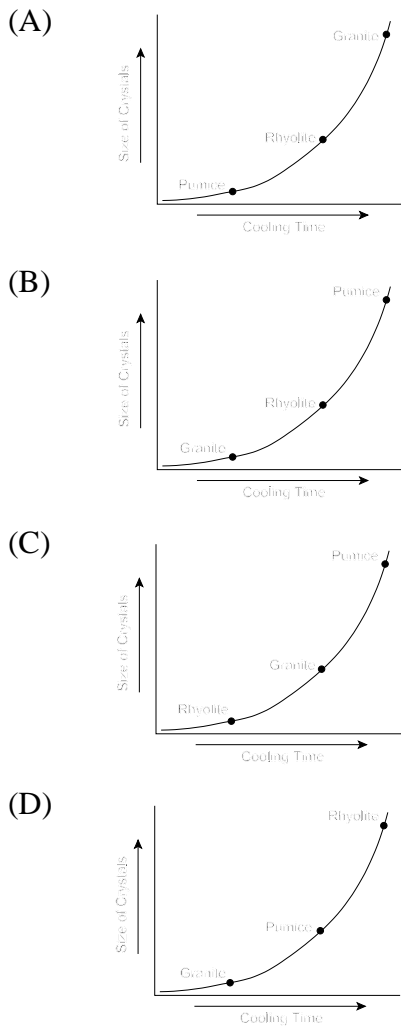 (A)
Size of Crystals
Granite
Rhyolite
Pumice
Cooling Time
(B)
Size of Crystals
Pumice
Rhyolite
Granite
Cooling Time
(C)
Size of Crystals
Pumice
Granite
Rhyolite
Cooling Time
(D)
Size of Crystals
Rhyolite
Pumice
Granite
Cooling Time